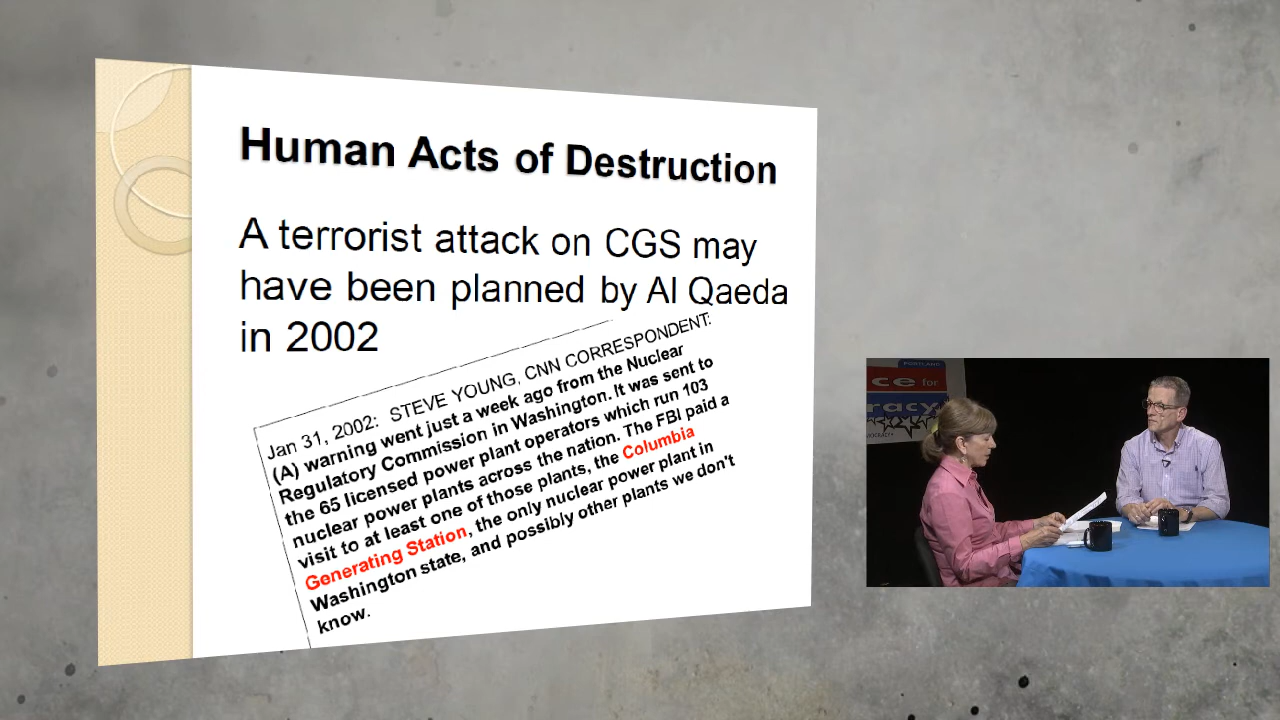 Human Acts of Destruction
A terrorist attack on CGS may
have been planned by Al Qaeda
in 2002
Jan 31, 2002: STEVE YOUNG, CNN CORRESPONDENT:
(A) warning went just a week ago from the Nuclear
Regulatory Commission in Washington. It was sent to
the 65 licensed power plant operators which run 103
nuclear power plants across the nation. The FBI paid a
visit to at least one of those plants, the Columbia
Generating Station, the only nuclear power plant in
Washington state, and possibly other plants we don't
know.
PORTLAND
ce for
racy